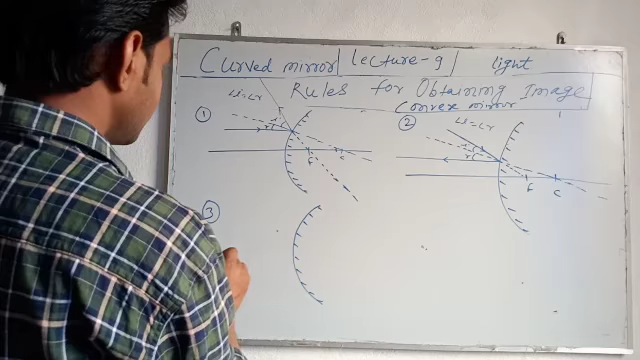 Curved mirror | lecture-9 | light
Rules for Obtaining Image
Convex mirror
① ∠i=∠r
i
r
F
C
② ∠i=∠r
i
r
F
C
③